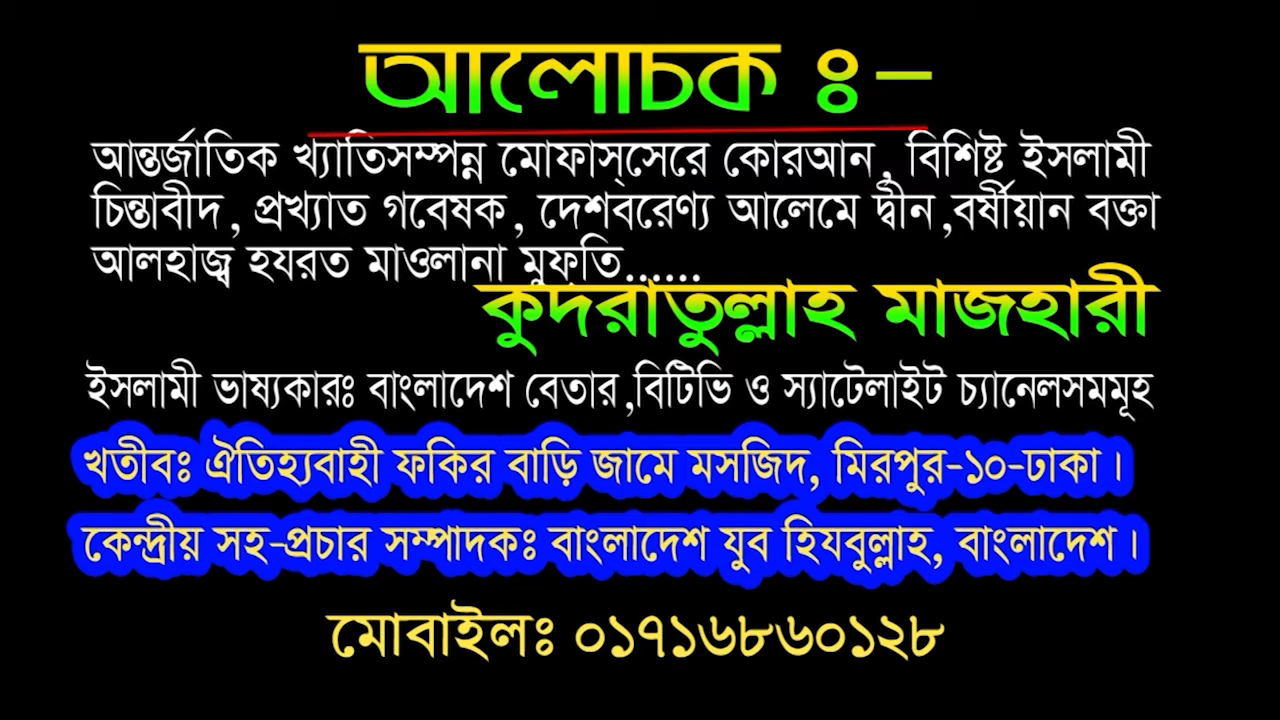 আলোচক ঃ-
আন্তর্জাতিক খ্যাতিসম্পন্ন মোফাস্সেরে কোরআন, বিশিষ্ট ইসলামী
চিন্তাবীদ, প্রখ্যাত গবেষক, দেশবরেণ্য আলেমে দ্বীন,বর্ষীয়ান বক্তা
আলহাজ্ব হযরত মাওলানা মুফ্তি......
কুদরাতুল্লাহ মাজহারী
ইসলামী ভাষ্যকারঃ বাংলাদেশ বেতার,বিটিভি ও স্যাটেলাইট চ্যানেলসমমূহ
খতীবঃ ঐতিহ্যবাহী ফকির বাড়ি জামে মসজিদ, মিরপুর-১০-ঢাকা।
কেন্দ্রীয় সহ-প্রচার সম্পাদকঃ বাংলাদেশ যুব হিযবুল্লাহ, বাংলাদেশ।
মোবাইলঃ ০১৭১৬৮৬০১২৮